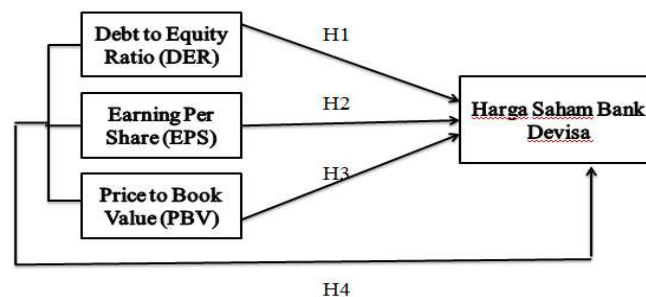 Debt to Equity
Ratio (DER)
H1
Earning Per
Share (EPS)
H2
Harga Saham Bank
Devisa
Price to Book
Value (PBV)
H3
H4